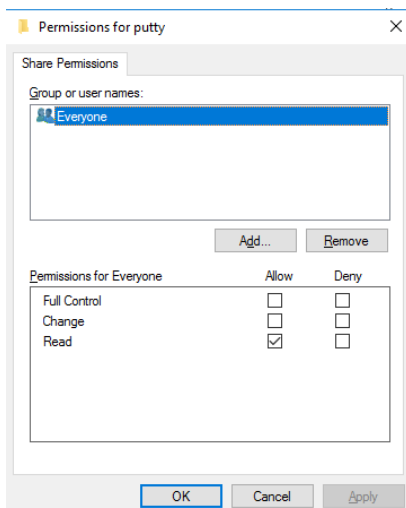 Permissions for putty
Share Permissions
Group or user names:
Everyone
Add...
Remove
Permissions for Everyone Allow Deny
Full Control
Change
Read
OK
Cancel
Apply